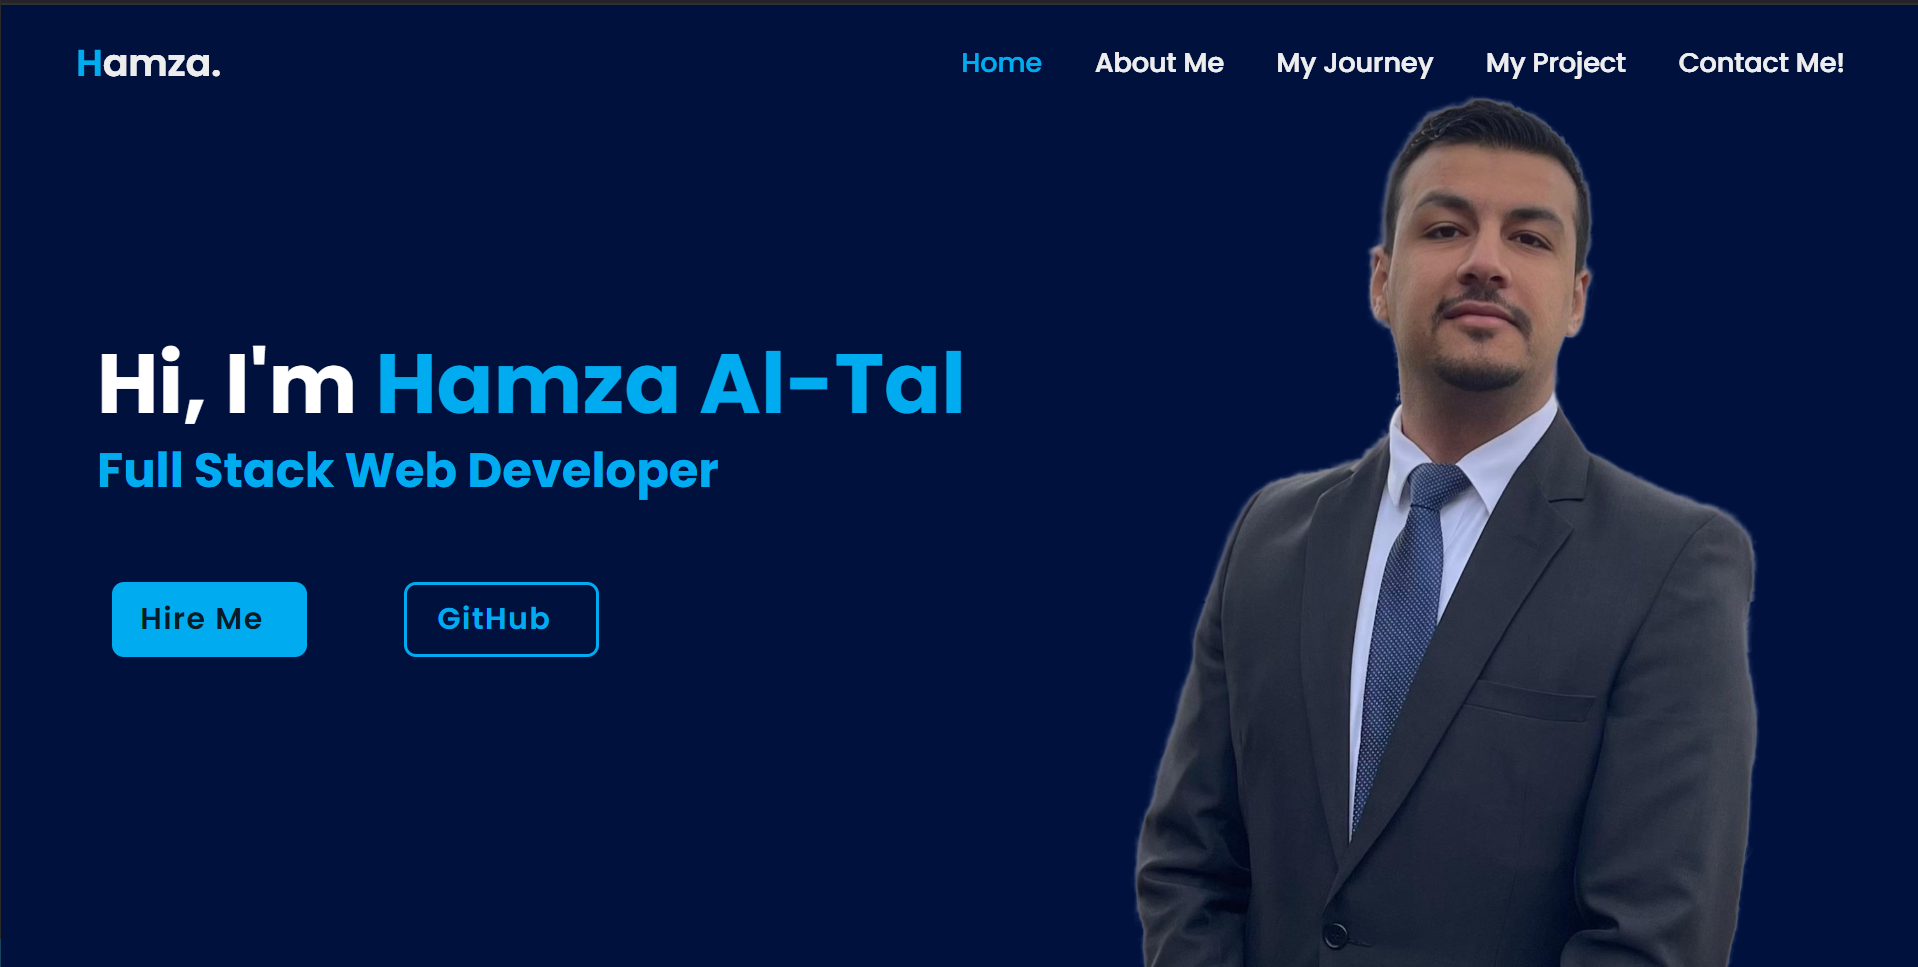 Hamza.
Home About Me My Journey My Project Contact Me!
Hi, I'm Hamza Al-Tal
Full Stack Web Developer
Hire Me
GitHub